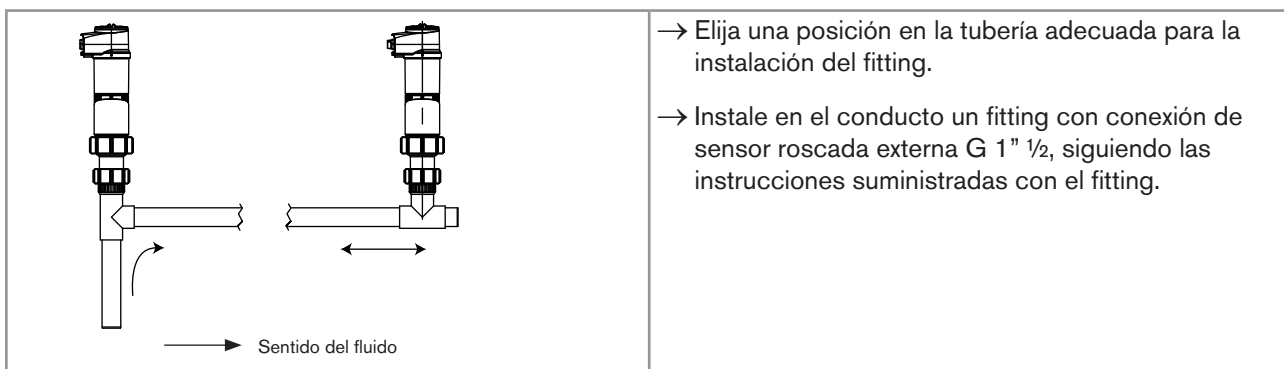 Sentido del fluido
→ Elija una posición en la tubería adecuada para la
instalación del fitting.
→ Instale en el conducto un fitting con conexión de
sensor roscada externa G 1” ½, siguiendo las
instrucciones suministradas con el fitting.